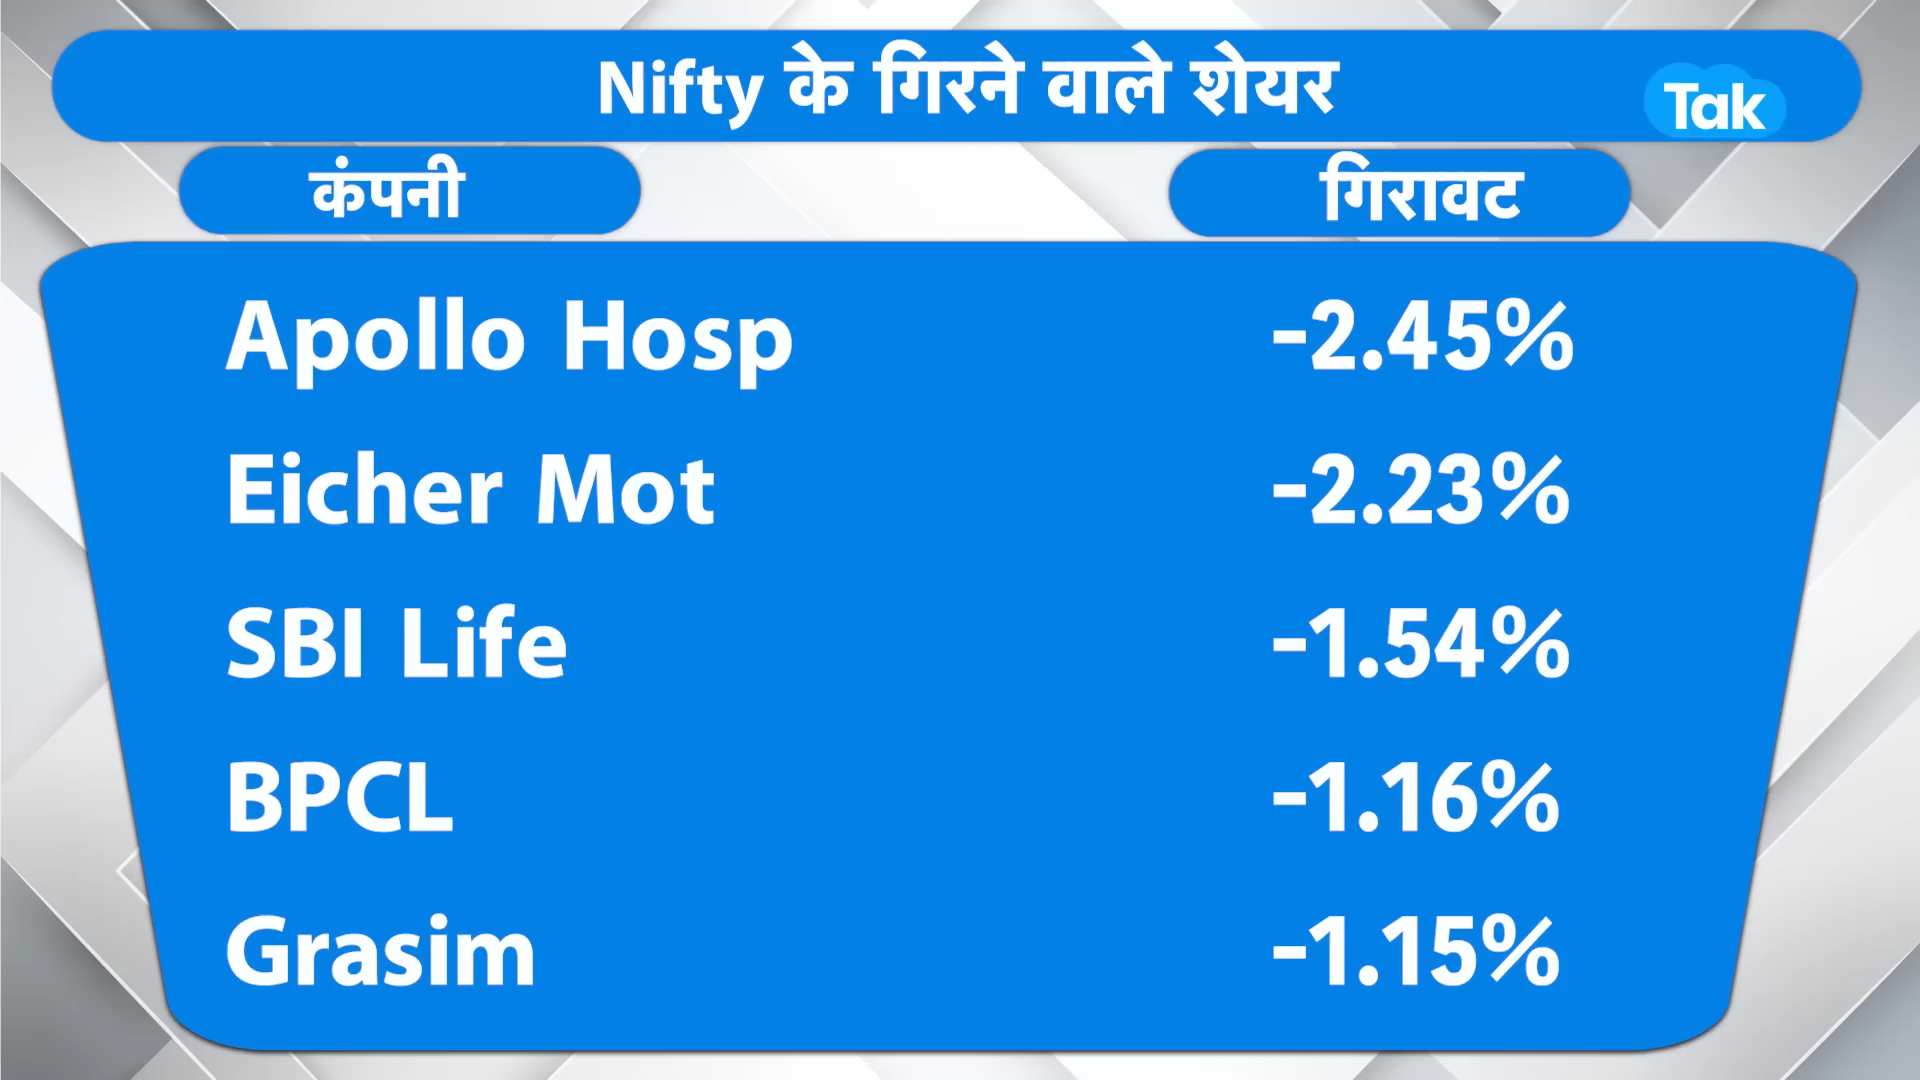 Nifty के गिरने वाले शेयर
Tak
कंपनी गिरावट
Apollo Hosp -2.45%
Eicher Mot -2.23%
SBI Life -1.54%
BPCL -1.16%
Grasim -1.15%